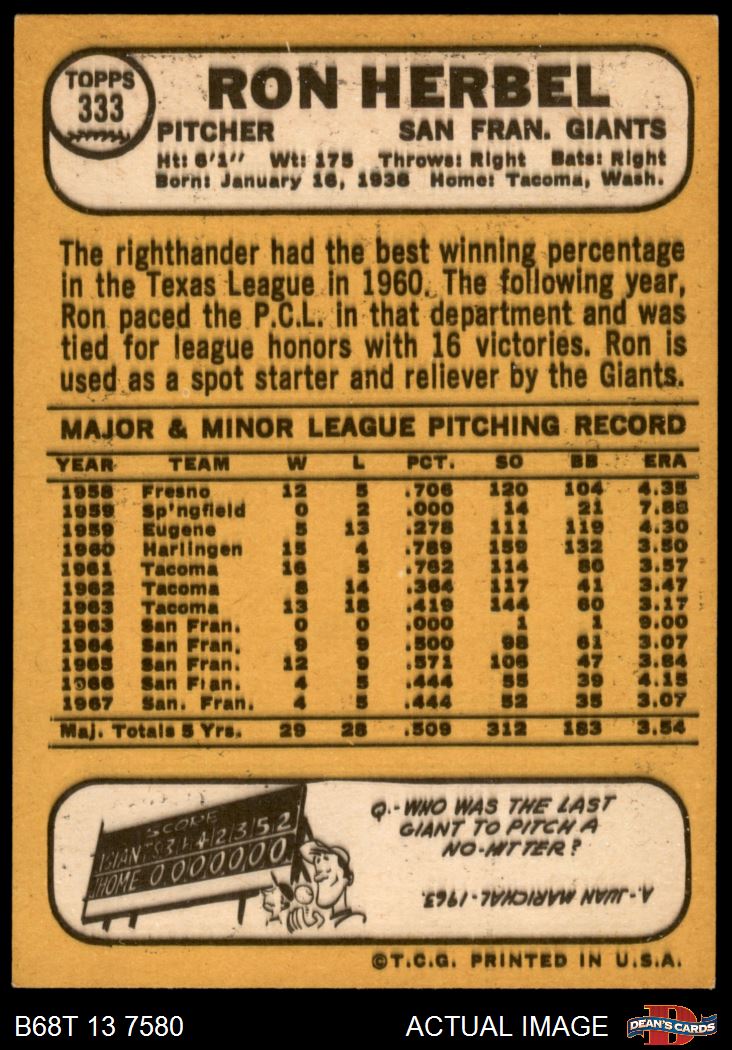 TOPPS
333
RON HERBEL
PITCHER SAN FRAN. GIANTS
Ht: 6'1" Wt: 175 Throws: Right Bats: Right
Born: January 16, 1938 Home: Tacoma, Wash.
The righthander had the best winning percentage
in the Texas League in 1960. The following year,
Ron paced the P.C.L. in that department and was
tied for league honors with 16 victories. Ron is
used as a spot starter and reliever by the Giants.
MAJOR & MINOR LEAGUE PITCHING RECORD
YEAR TEAM W L PCT. SO BB ERA
1958 Fresno 12 5 .706 120 104 4.35
1959 Sp'ngfield 0 2 .000 14 21 7.88
1959 Eugene 5 13 .278 111 119 4.30
1960 Harlingen 15 4 .789 159 132 3.50
1961 Tacoma 16 5 .762 114 80 3.57
1962 Tacoma 8 14 .364 117 41 3.47
1963 Tacoma 13 18 .419 144 60 3.17
1963 San Fran. 0 0 .000 1 1 9.00
1964 San Fran. 9 9 .500 98 61 3.07
1965 San Fran. 12 9 .571 106 47 3.84
1966 San Fran. 4 5 .444 55 39 4.15
1967 San. Fran. 4 5 .444 52 35 3.07
Maj. Totals 5 Yrs. 29 28 .509 312 183 3.54
SCORE
GIANTS 3 1 4 2 3 5 2
HOME 0 0 0 0 0 0 0
Q.-WHO WAS THE LAST
GIANT TO PITCH A
NO-HITTER?
A.-JUAN MARICHAL-1963.
©T.C.G. PRINTED IN U.S.A.
B68T 13 7580 ACTUAL IMAGE
D
DEAN'S CARDS